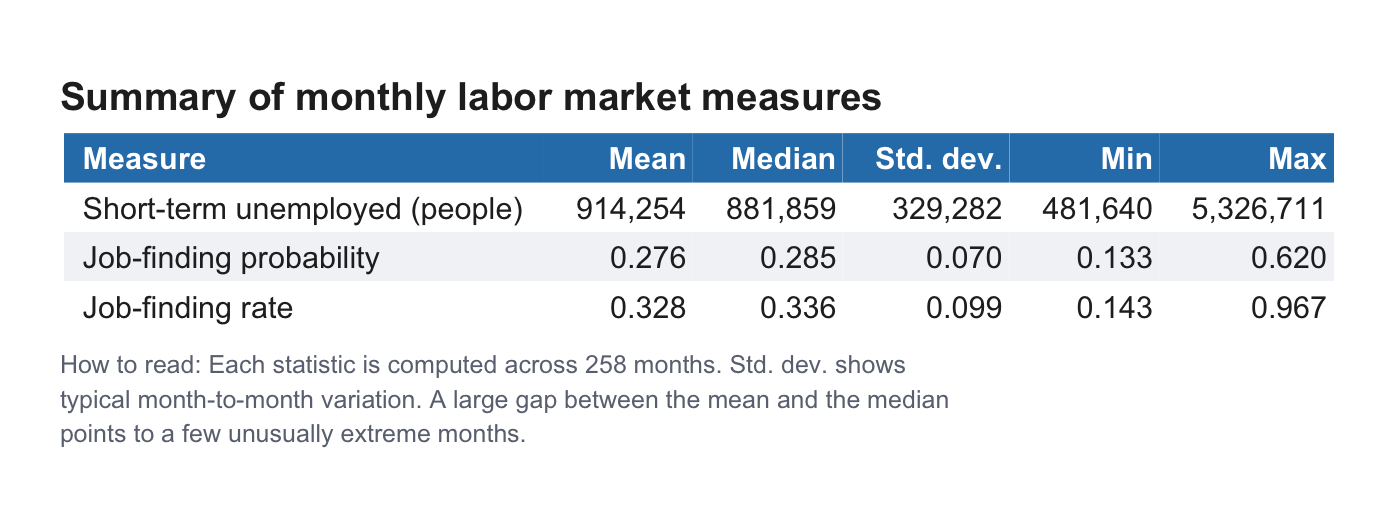 Summary of monthly labor market measures
Measure Mean Median Std. dev. Min Max
Short-term unemployed (people) 914,254 881,859 329,282 481,640 5,326,711
Job-finding probability 0.276 0.285 0.070 0.133 0.620
Job-finding rate 0.328 0.336 0.099 0.143 0.967
How to read: Each statistic is computed across 258 months. Std. dev. shows
typical month-to-month variation. A large gap between the mean and the median
points to a few unusually extreme months.